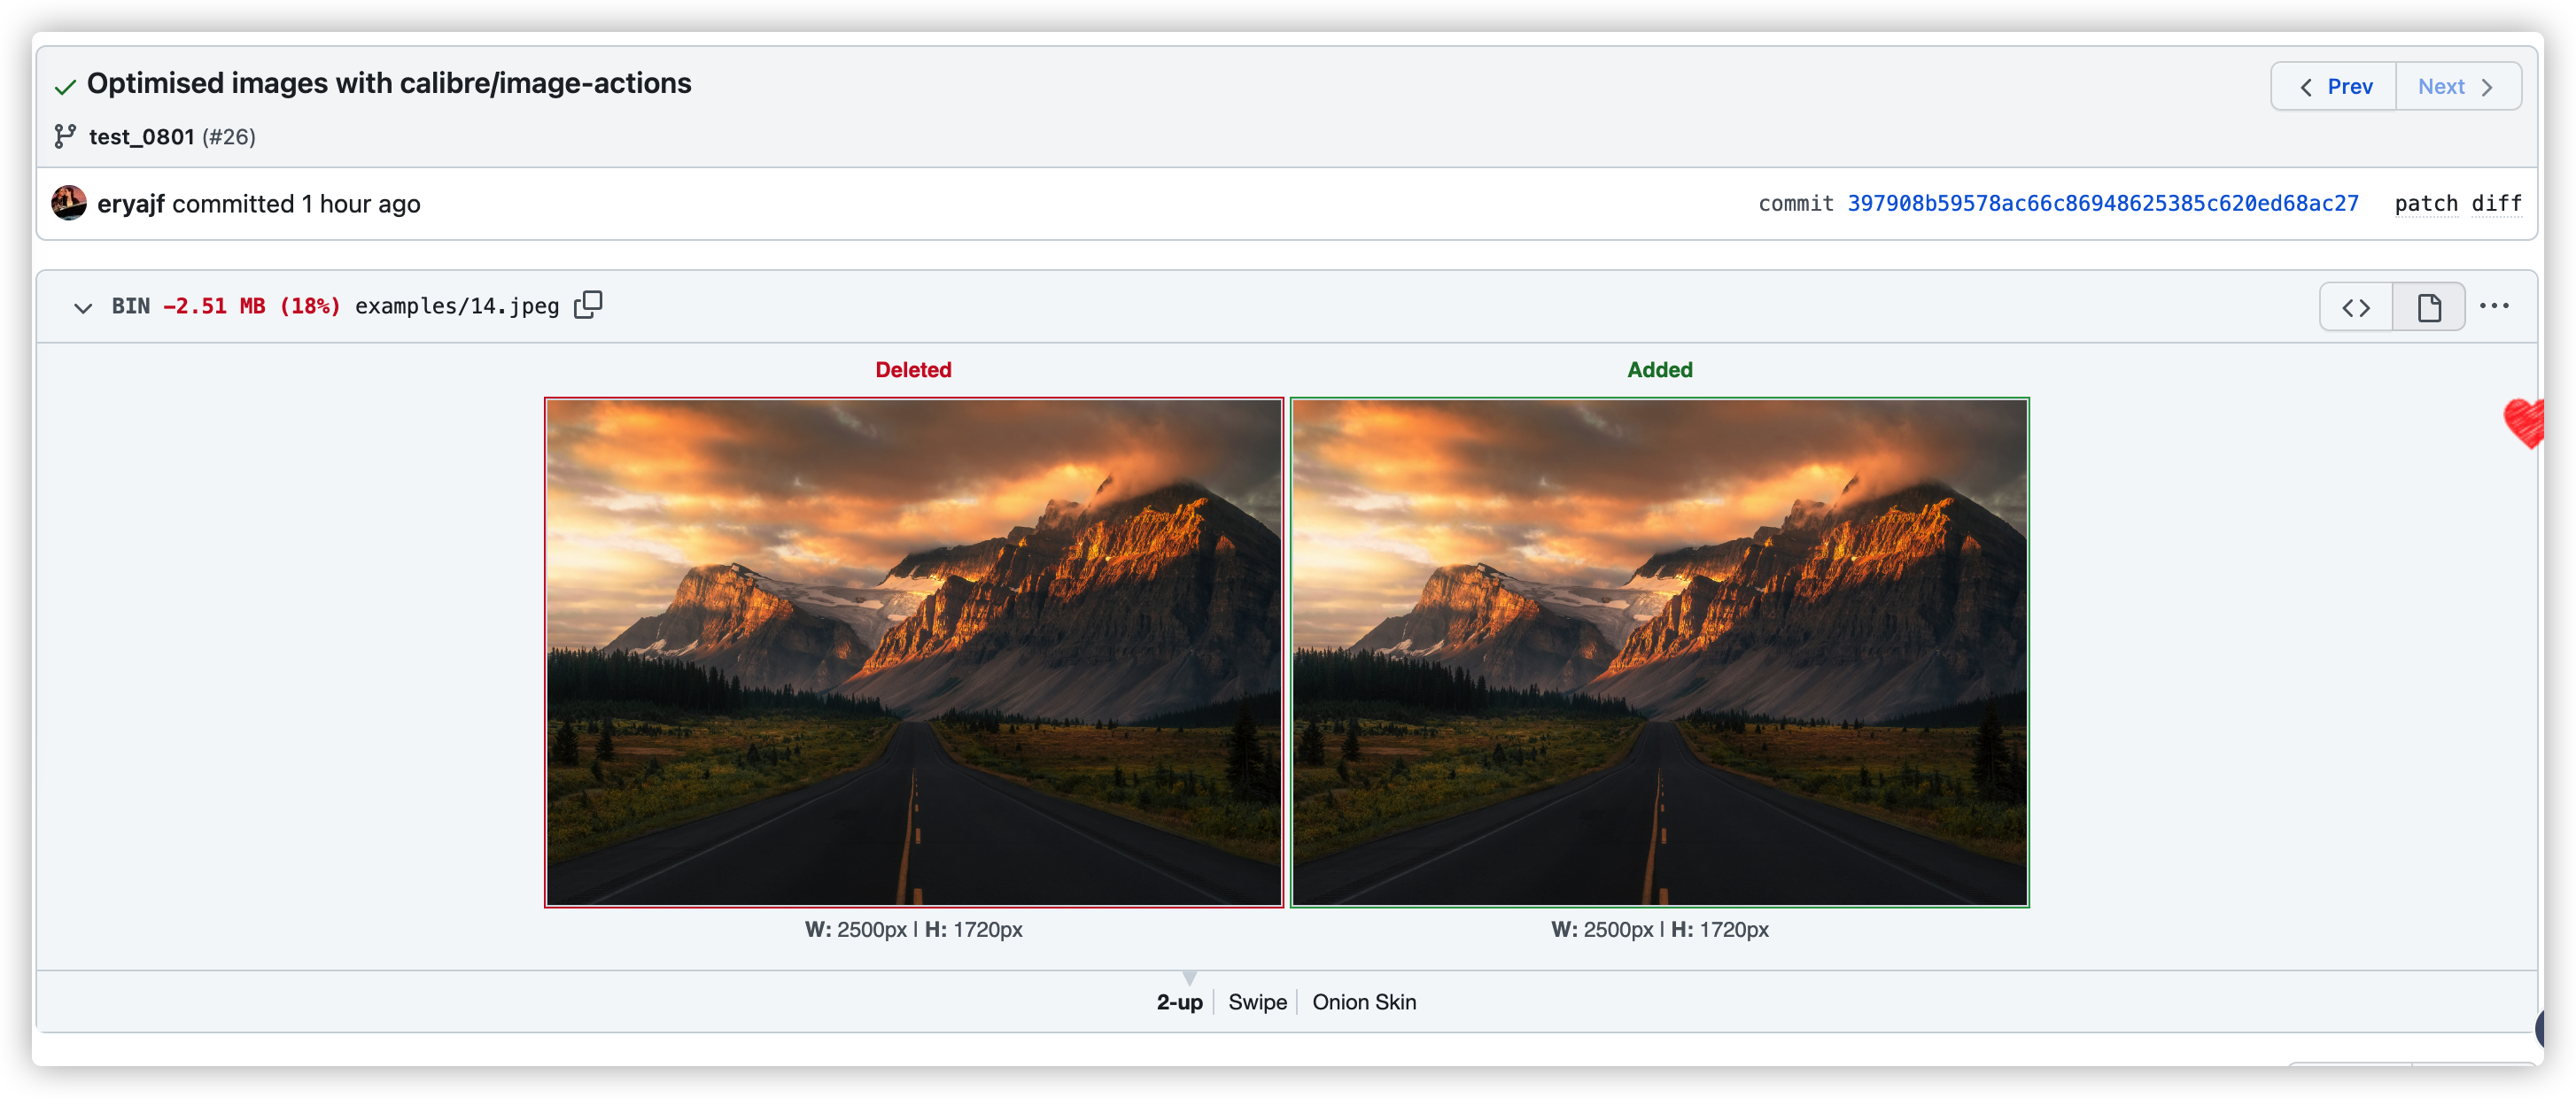 Optimised images with calibre/image-actions
Prev
Next
test_0801 (#26)
eryajf committed 1 hour ago
commit 397908b59578ac66c86948625385c620ed68ac27 patch diff
BIN −2.51 MB (18%) examples/14.jpeg
Deleted
Added
W: 2500px | H: 1720px
W: 2500px | H: 1720px
2-up Swipe Onion Skin